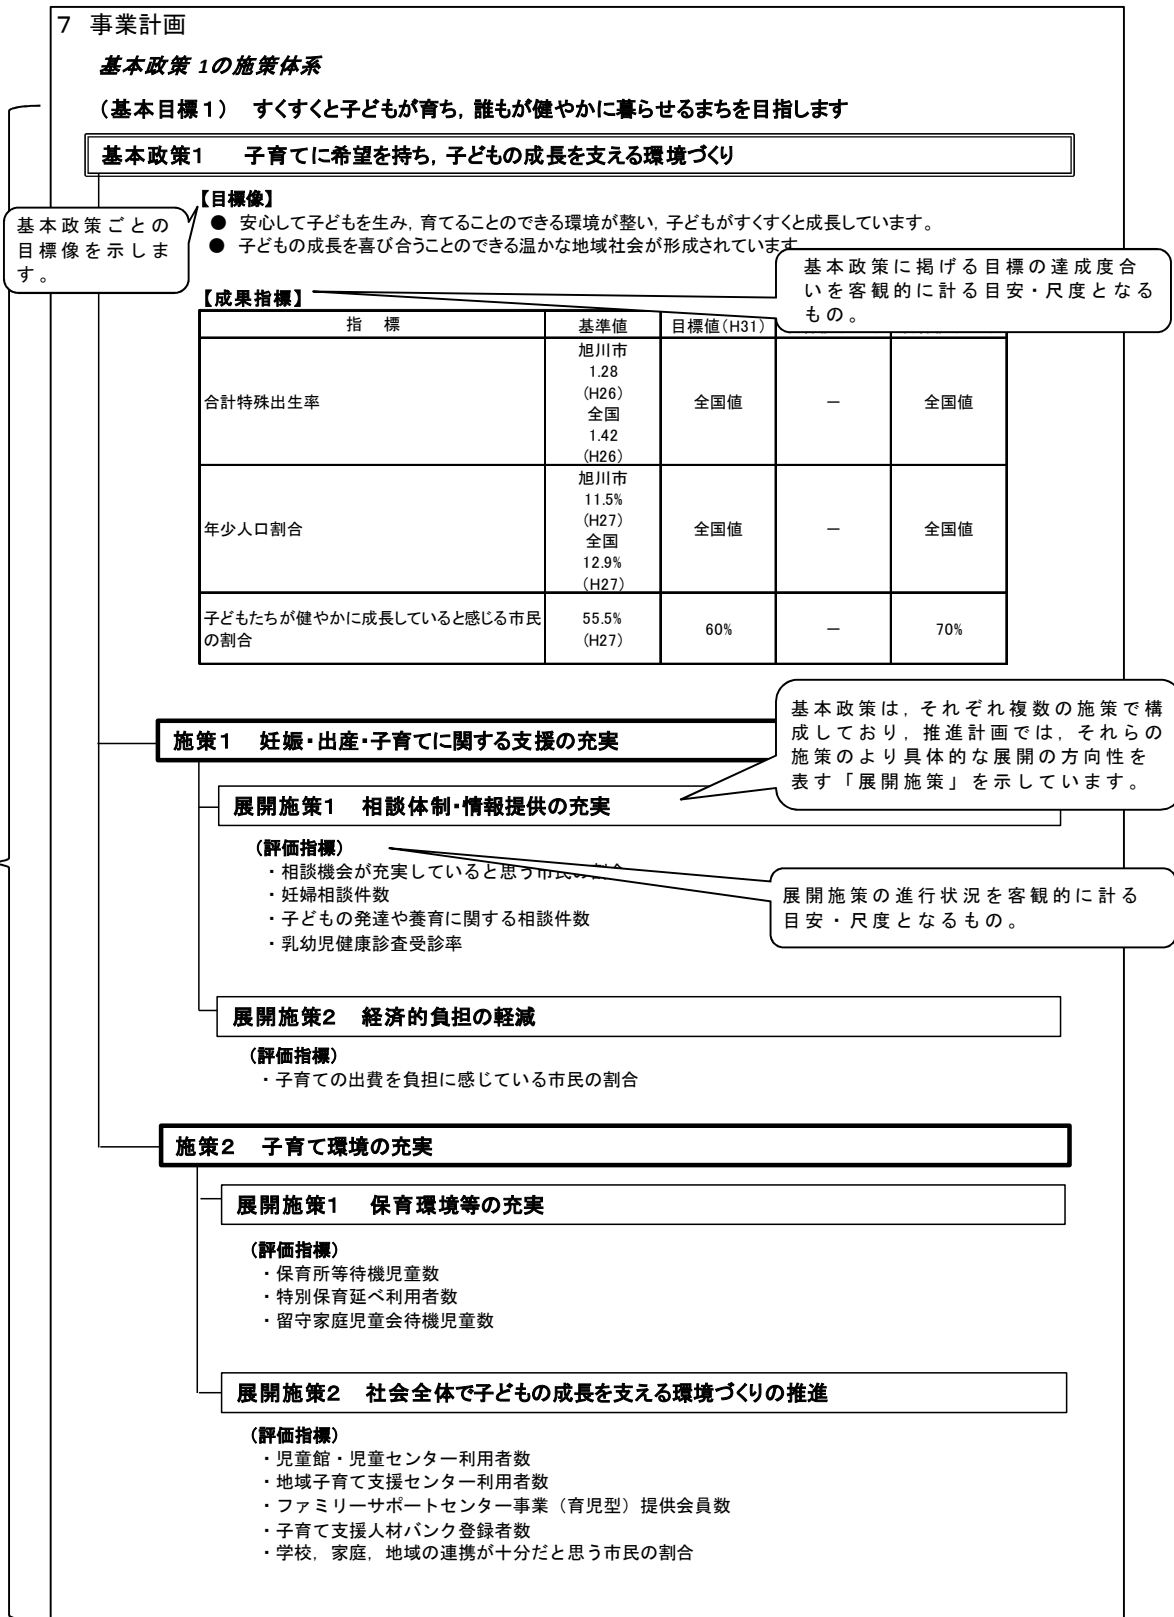 7 事業計画
基本政策 1の施策体系
（基本目標１） すくすくと子どもが育ち，誰もが健やかに暮らせるまちを目指します
基本政策１ 子育てに希望を持ち，子どもの成長を支える環境づくり
【目標像】
● 安心して子どもを生み，育てることのできる環境が整い，子どもがすくすくと成長しています。
● 子どもの成長を喜び合うことのできる温かな地域社会が形成されています
基本政策ごとの
目標像を示しま
す。
基本政策に掲げる目標の達成度合
いを客観的に計る目安・尺度となる
もの。
【成果指標】
指 標 基準値 目標値（H31）
合計特殊出生率
旭川市
1.28
(H26)
全国
1.42
(H26)
全国値 － 全国値
年少人口割合
旭川市
11.5%
(H27)
全国
12.9%
(H27)
全国値 － 全国値
子どもたちが健やかに成長していると感じる市民
の割合
55.5%
(H27)
60% － 70%
基本政策は，それぞれ複数の施策で構
成しており，推進計画では，それらの
施策のより具体的な展開の方向性を
表す「展開施策」を示しています。
施策１ 妊娠・出産・子育てに関する支援の充実
展開施策１ 相談体制・情報提供の充実
（評価指標）
・相談機会が充実していると思う市民の割合
・妊婦相談件数
・子どもの発達や養育に関する相談件数
・乳幼児健康診査受診率
展開施策の進行状況を客観的に計る
目安・尺度となるもの。
展開施策２ 経済的負担の軽減
（評価指標）
・子育ての出費を負担に感じている市民の割合
施策２ 子育て環境の充実
展開施策１ 保育環境等の充実
（評価指標）
・保育所等待機児童数
・特別保育延べ利用者数
・留守家庭児童会待機児童数
展開施策２ 社会全体で子どもの成長を支える環境づくりの推進
（評価指標）
・児童館・児童センター利用者数
・地域子育て支援センター利用者数
・ファミリーサポートセンター事業（育児型）提供会員数
・子育て支援人材バンク登録者数
・学校，家庭，地域の連携が十分だと思う市民の割合